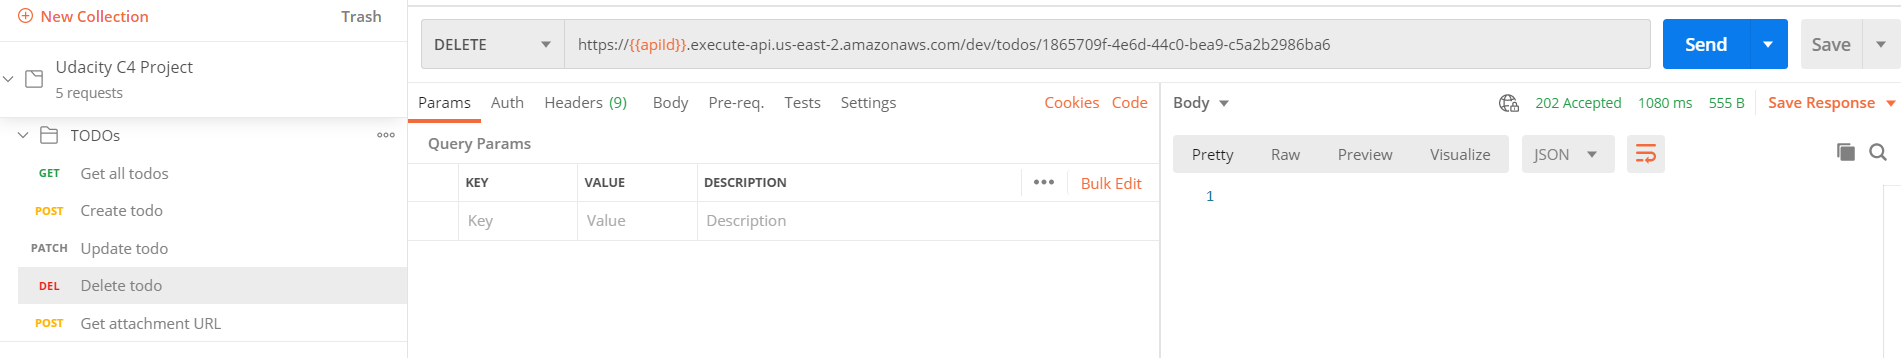 New Collection
Trash
Udacity C4 Project
5 requests
TODOs
GET Get all todos
POST Create todo
PATCH Update todo
DEL Delete todo
POST Get attachment URL
DELETE
https://{{apiId}}.execute-api.us-east-2.amazonaws.com/dev/todos/1865709f-4e6d-44c0-bea9-c5a2b2986ba6
Send
Save
Params Auth Headers (9) Body Pre-req. Tests Settings Cookies Code
Query Params
KEY VALUE DESCRIPTION Bulk Edit
Key Value Description
Body 202 Accepted 1080 ms 555 B Save Response
Pretty Raw Preview Visualize JSON
1